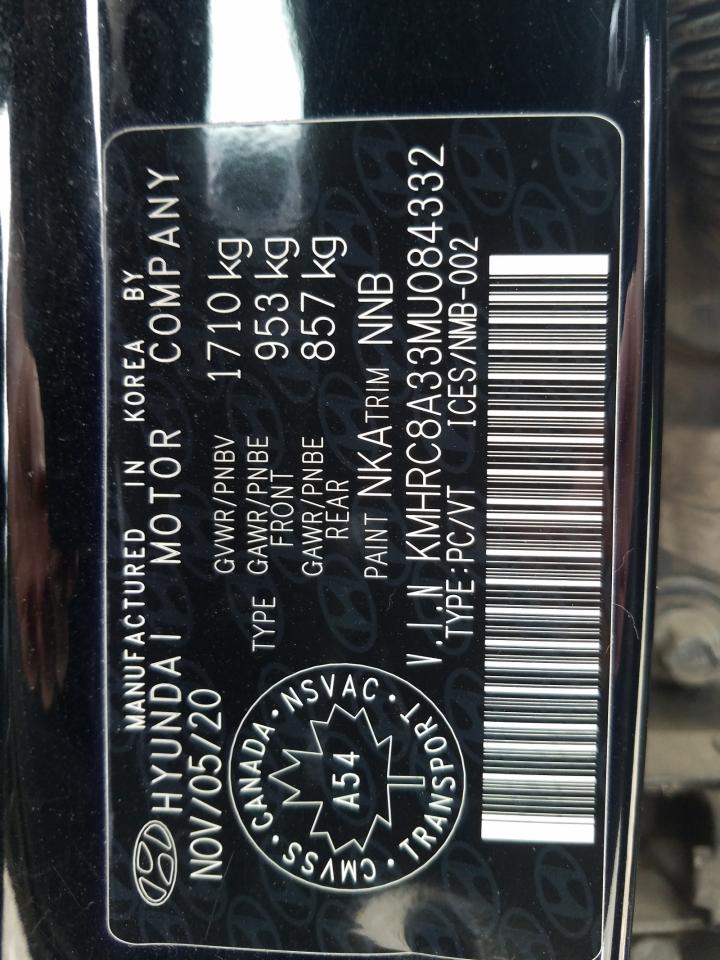 MANUFACTURED IN KOREA BY
HYUNDAI MOTOR COMPANY
NOV/05/20
GVWR/PNBV 1710 kg
TYPE GAWR/PNBE FRONT 953 kg
GAWR/PNBE REAR 857 kg
PAINT NKA TRIM NNB
CMVSS · CANADA · NSVAC · TRANSPORT ·
A54
V.I.N KMHRC8A33MU084332
TYPE:PC/VT ICES/NMB-002